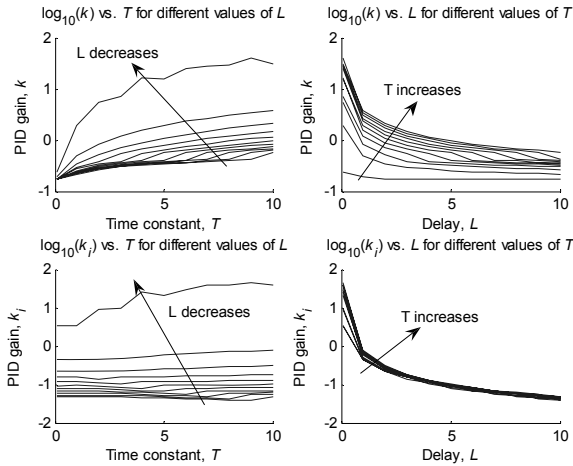 log10(k) vs. T for different values of L
log10(k) vs. L for different values of T
PID gain, k
2
1
0
-1
L decreases
0
5
10
Time constant, T
PID gain, k
2
1
0
-1
T increases
0
5
10
Delay, L
log10(ki) vs. T for different values of L
log10(ki) vs. L for different values of T
PID gain, ki
2
1
0
-1
-2
L decreases
0
5
10
Time constant, T
PID gain, ki
2
1
0
-1
-2
T increases
0
5
10
Delay, L